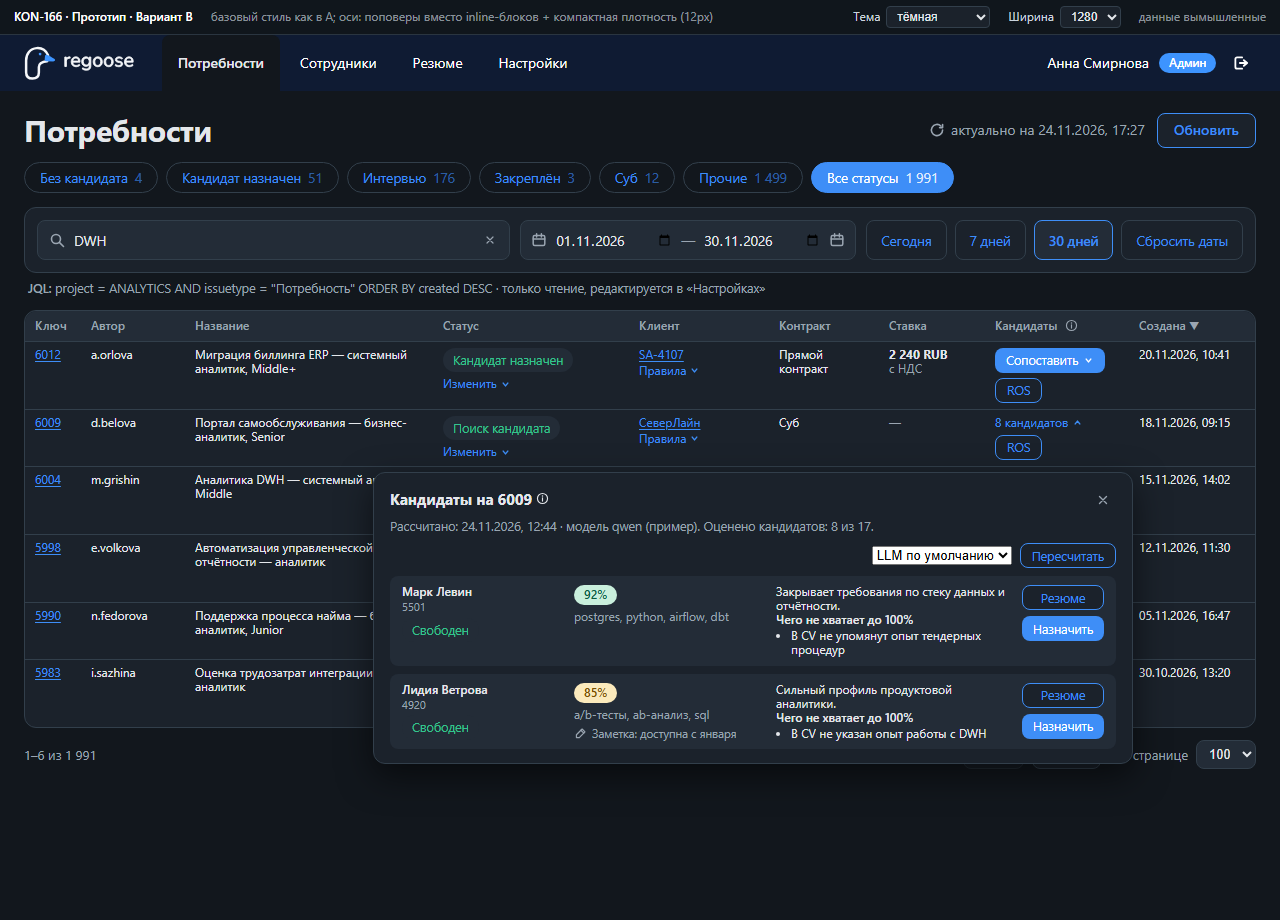 KON-166 · Прототип · Вариант B базовый стиль как в A; оси: поповеры вместо inline-блоков + компактная плотность (12px) Тема тёмная Ширина 1280 данные вымышленные
regoose Потребности Сотрудники Резюме Настройки Анна Смирнова Админ
Потребности актуально на 24.11.2026, 17:27 Обновить
Без кандидата 4 Кандидат назначен 51 Интервью 176 Закреплён 3 Суб 12 Прочие 1 499 Все статусы 1 991
DWH × 01.11.2026 — 30.11.2026 Сегодня 7 дней 30 дней Сбросить даты
JQL: project = ANALYTICS AND issuetype = "Потребность" ORDER BY created DESC · только чтение, редактируется в «Настройках»
Ключ Автор Название Статус Клиент Контракт Ставка Кандидаты Создана ▼
6012 a.orlova Миграция биллинга ERP — системный аналитик, Middle+ Кандидат назначен Изменить SA-4107 Правила Прямой контракт 2 240 RUB с НДС Сопоставить ROS 20.11.2026, 10:41
6009 d.belova Портал самообслуживания — бизнес-аналитик, Senior Поиск кандидата Изменить СеверЛайн Правила Суб — 8 кандидатов ROS 18.11.2026, 09:15
6004 m.grishin Аналитика DWH — системный Middle 15.11.2026, 14:02
5998 e.volkova Автоматизация управленческой отчётности — аналитик 12.11.2026, 11:30
5990 n.fedorova Поддержка процесса найма — аналитик, Junior 05.11.2026, 16:47
5983 i.sazhina Оценка трудозатрат интеграции аналитик 30.10.2026, 13:20
Кандидаты на 6009 ×
Рассчитано: 24.11.2026, 12:44 · модель qwen (пример). Оценено кандидатов: 8 из 17.
LLM по умолчанию Пересчитать
Марк Левин
5501
Свободен
92%
postgres, python, airflow, dbt
Закрывает требования по стеку данных и
отчётности.
Чего не хватает до 100%
• В CV не упомянут опыт тендерных
процедур
Резюме
Назначить
Лидия Ветрова
4920
Свободен
85%
a/b-тесты, ab-анализ, sql
Заметка: доступна с января
Сильный профиль продуктовой
аналитики.
Чего не хватает до 100%
• В CV не указан опыт работы с DWH
Резюме
Назначить
1–6 из 1 991 странице 100